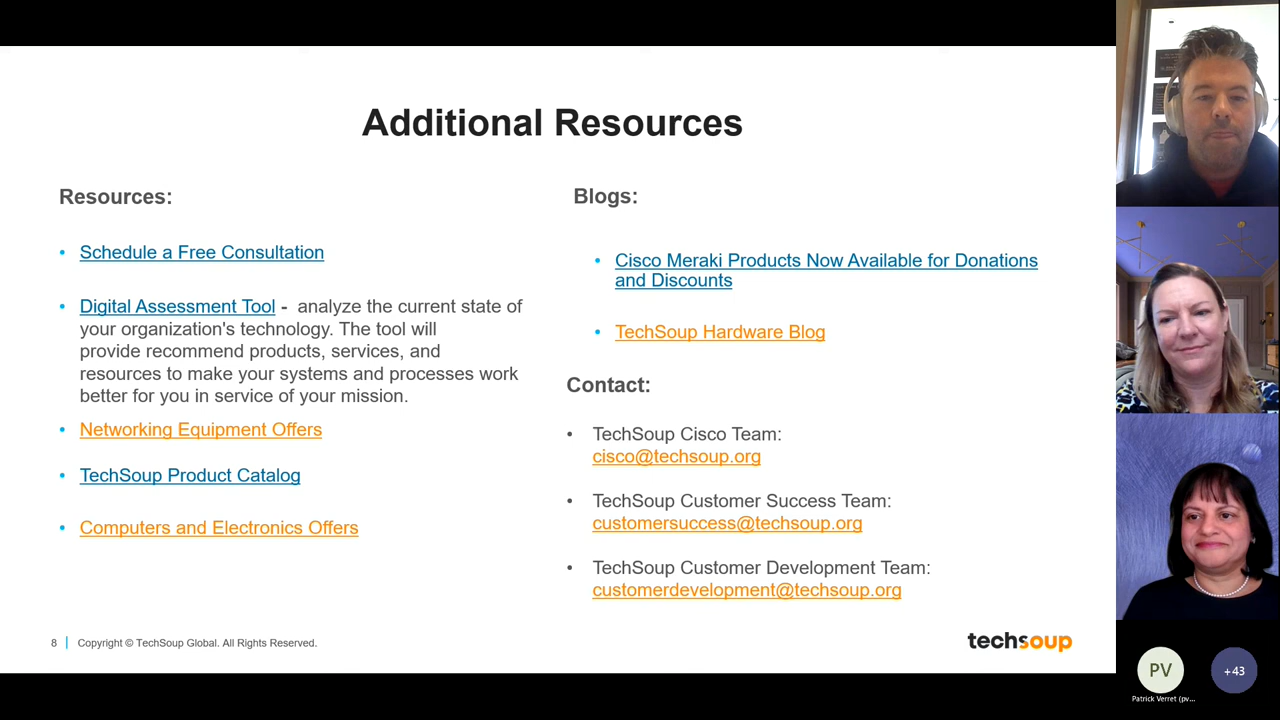 Additional Resources
Resources:
• Schedule a Free Consultation
• Digital Assessment Tool - analyze the current state of
your organization's technology. The tool will
provide recommend products, services, and
resources to make your systems and processes work
better for you in service of your mission.
• Networking Equipment Offers
• TechSoup Product Catalog
• Computers and Electronics Offers
Blogs:
• Cisco Meraki Products Now Available for Donations
and Discounts
• TechSoup Hardware Blog
Contact:
• TechSoup Cisco Team:
cisco@techsoup.org
• TechSoup Customer Success Team:
customersuccess@techsoup.org
• TechSoup Customer Development Team:
customerdevelopment@techsoup.org
8 | Copyright © TechSoup Global. All Rights Reserved.
techsoup
PV
+43
Patrick Verret (pv...